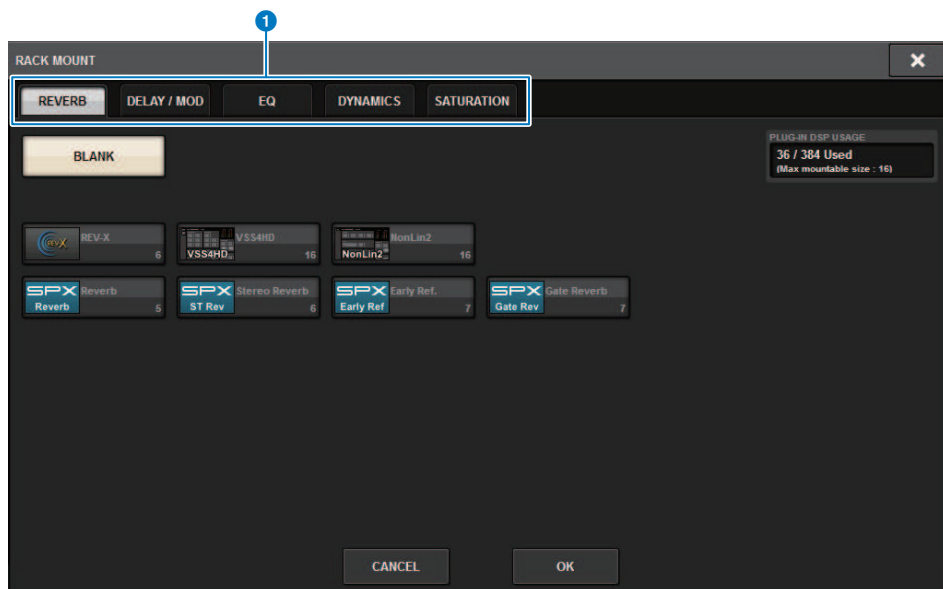 1
RACK MOUNT
REVERB DELAY / MOD EQ DYNAMICS SATURATION
BLANK
PLUG-IN DSP USAGE
36 / 384 Used
(Max mountable size : 16)
REV-X REV-X 6
VSS4HD VSS4HD 16
NonLin2 NonLin2 16
SPX Reverb Reverb 5
SPX ST Rev Stereo Reverb 6
SPX Early Ref Early Ref. 7
SPX Gate Rev Gate Reverb 7
CANCEL OK